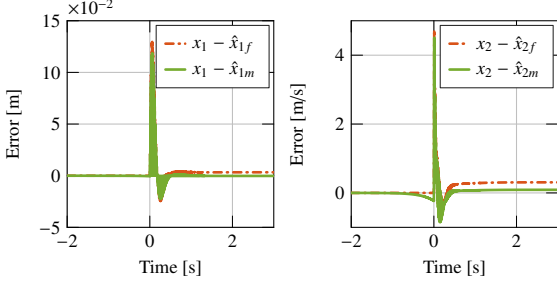 ·10⁻²
15
10
5
0
−5
Error [m]
x₁ − x̂₁f
x₁ − x̂₁m
−2 0 2
Time [s]
4
2
0
Error [m/s]
x₂ − x̂₂f
x₂ − x̂₂m
−2 0 2
Time [s]